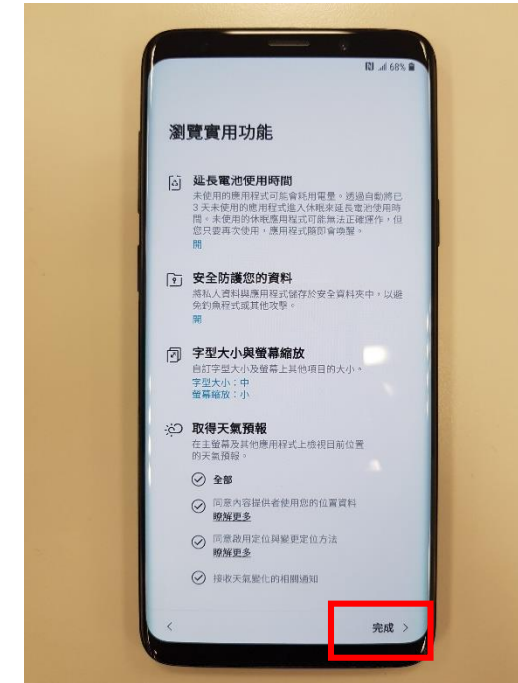 68%
瀏覽實用功能
延長電池使用時間
未使用的應用程式可能會耗用電量。透過自動將已
3 天未使用的應用程式進入休眠來延長電池使用時
間。未使用的休眠應用程式可能無法正確運作，但
您只要再次使用，應用程式隨即會喚醒。
開
安全防護您的資料
將私人資料與應用程式儲存於安全資料夾中，以避
免釣魚程式或其他攻擊。
開
字型大小與螢幕縮放
自訂字型大小及螢幕上其他項目的大小。
字型大小：中
螢幕縮放：小
取得天氣預報
在主螢幕及其他應用程式上檢視目前位置
的天氣預報。
全部
同意內容提供者使用您的位置資料
瞭解更多
同意啟用定位與變更定位方法
瞭解更多
接收天氣變化的相關通知
完成